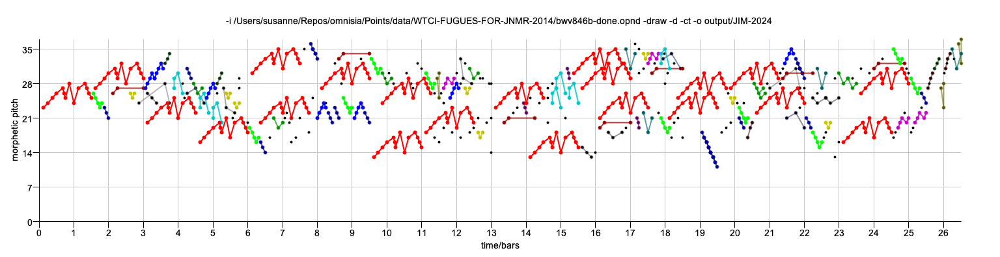 -i /Users/susanne/Repos/omnisia/Points/data/WTCI-FUGUES-FOR-JNMR-2014/bwv846b-done.opnd -draw -d -ct -o output/JIM-2024
35
28
21
14
7
0
morphetic pitch
0 1 2 3 4 5 6 7 8 9 10 11 12 13 14 15 16 17 18 19 20 21 22 23 24 25 26
time/bars